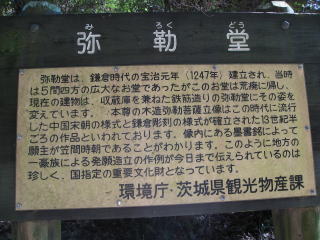 み ろく どう
弥勒堂
弥勒堂は、鎌倉時代の宝治元年(1247年)建立され、当時
は5間四方の広大なお堂であったがこのお堂は荒廃に帰し、
現在の建物は、収蔵庫を兼ねた鉄筋造りの弥勒堂にその姿を
変えています。 本尊の木造弥勒菩薩立像はこの時代に流行
した中国宋朝の様式と鎌倉彫刻の様式が確立された13世紀半
ごろの作品といわれております。像内にある墨書銘によって
願主が笠間時朝であることがわかります。このように地方の
一豪族による発願造立の作例が今日まで伝えられているのは
珍しく、国指定の重要文化財となっています。
環境庁・茨城県観光物産課